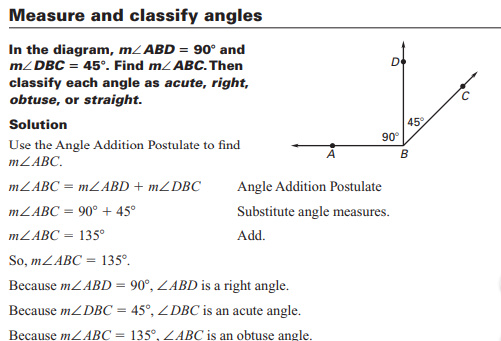 Measure and classify angles
In the diagram, m∠ABD = 90° and
m∠DBC = 45°. Find m∠ABC. Then
classify each angle as acute, right,
obtuse, or straight.
D
C
45°
90°
A
B
Solution
Use the Angle Addition Postulate to find
m∠ABC.
m∠ABC = m∠ABD + m∠DBC Angle Addition Postulate
m∠ABC = 90° + 45° Substitute angle measures.
m∠ABC = 135° Add.
So, m∠ABC = 135°.
Because m∠ABD = 90°, ∠ABD is a right angle.
Because m∠DBC = 45°, ∠DBC is an acute angle.
Because m∠ABC = 135°, ∠ABC is an obtuse angle.